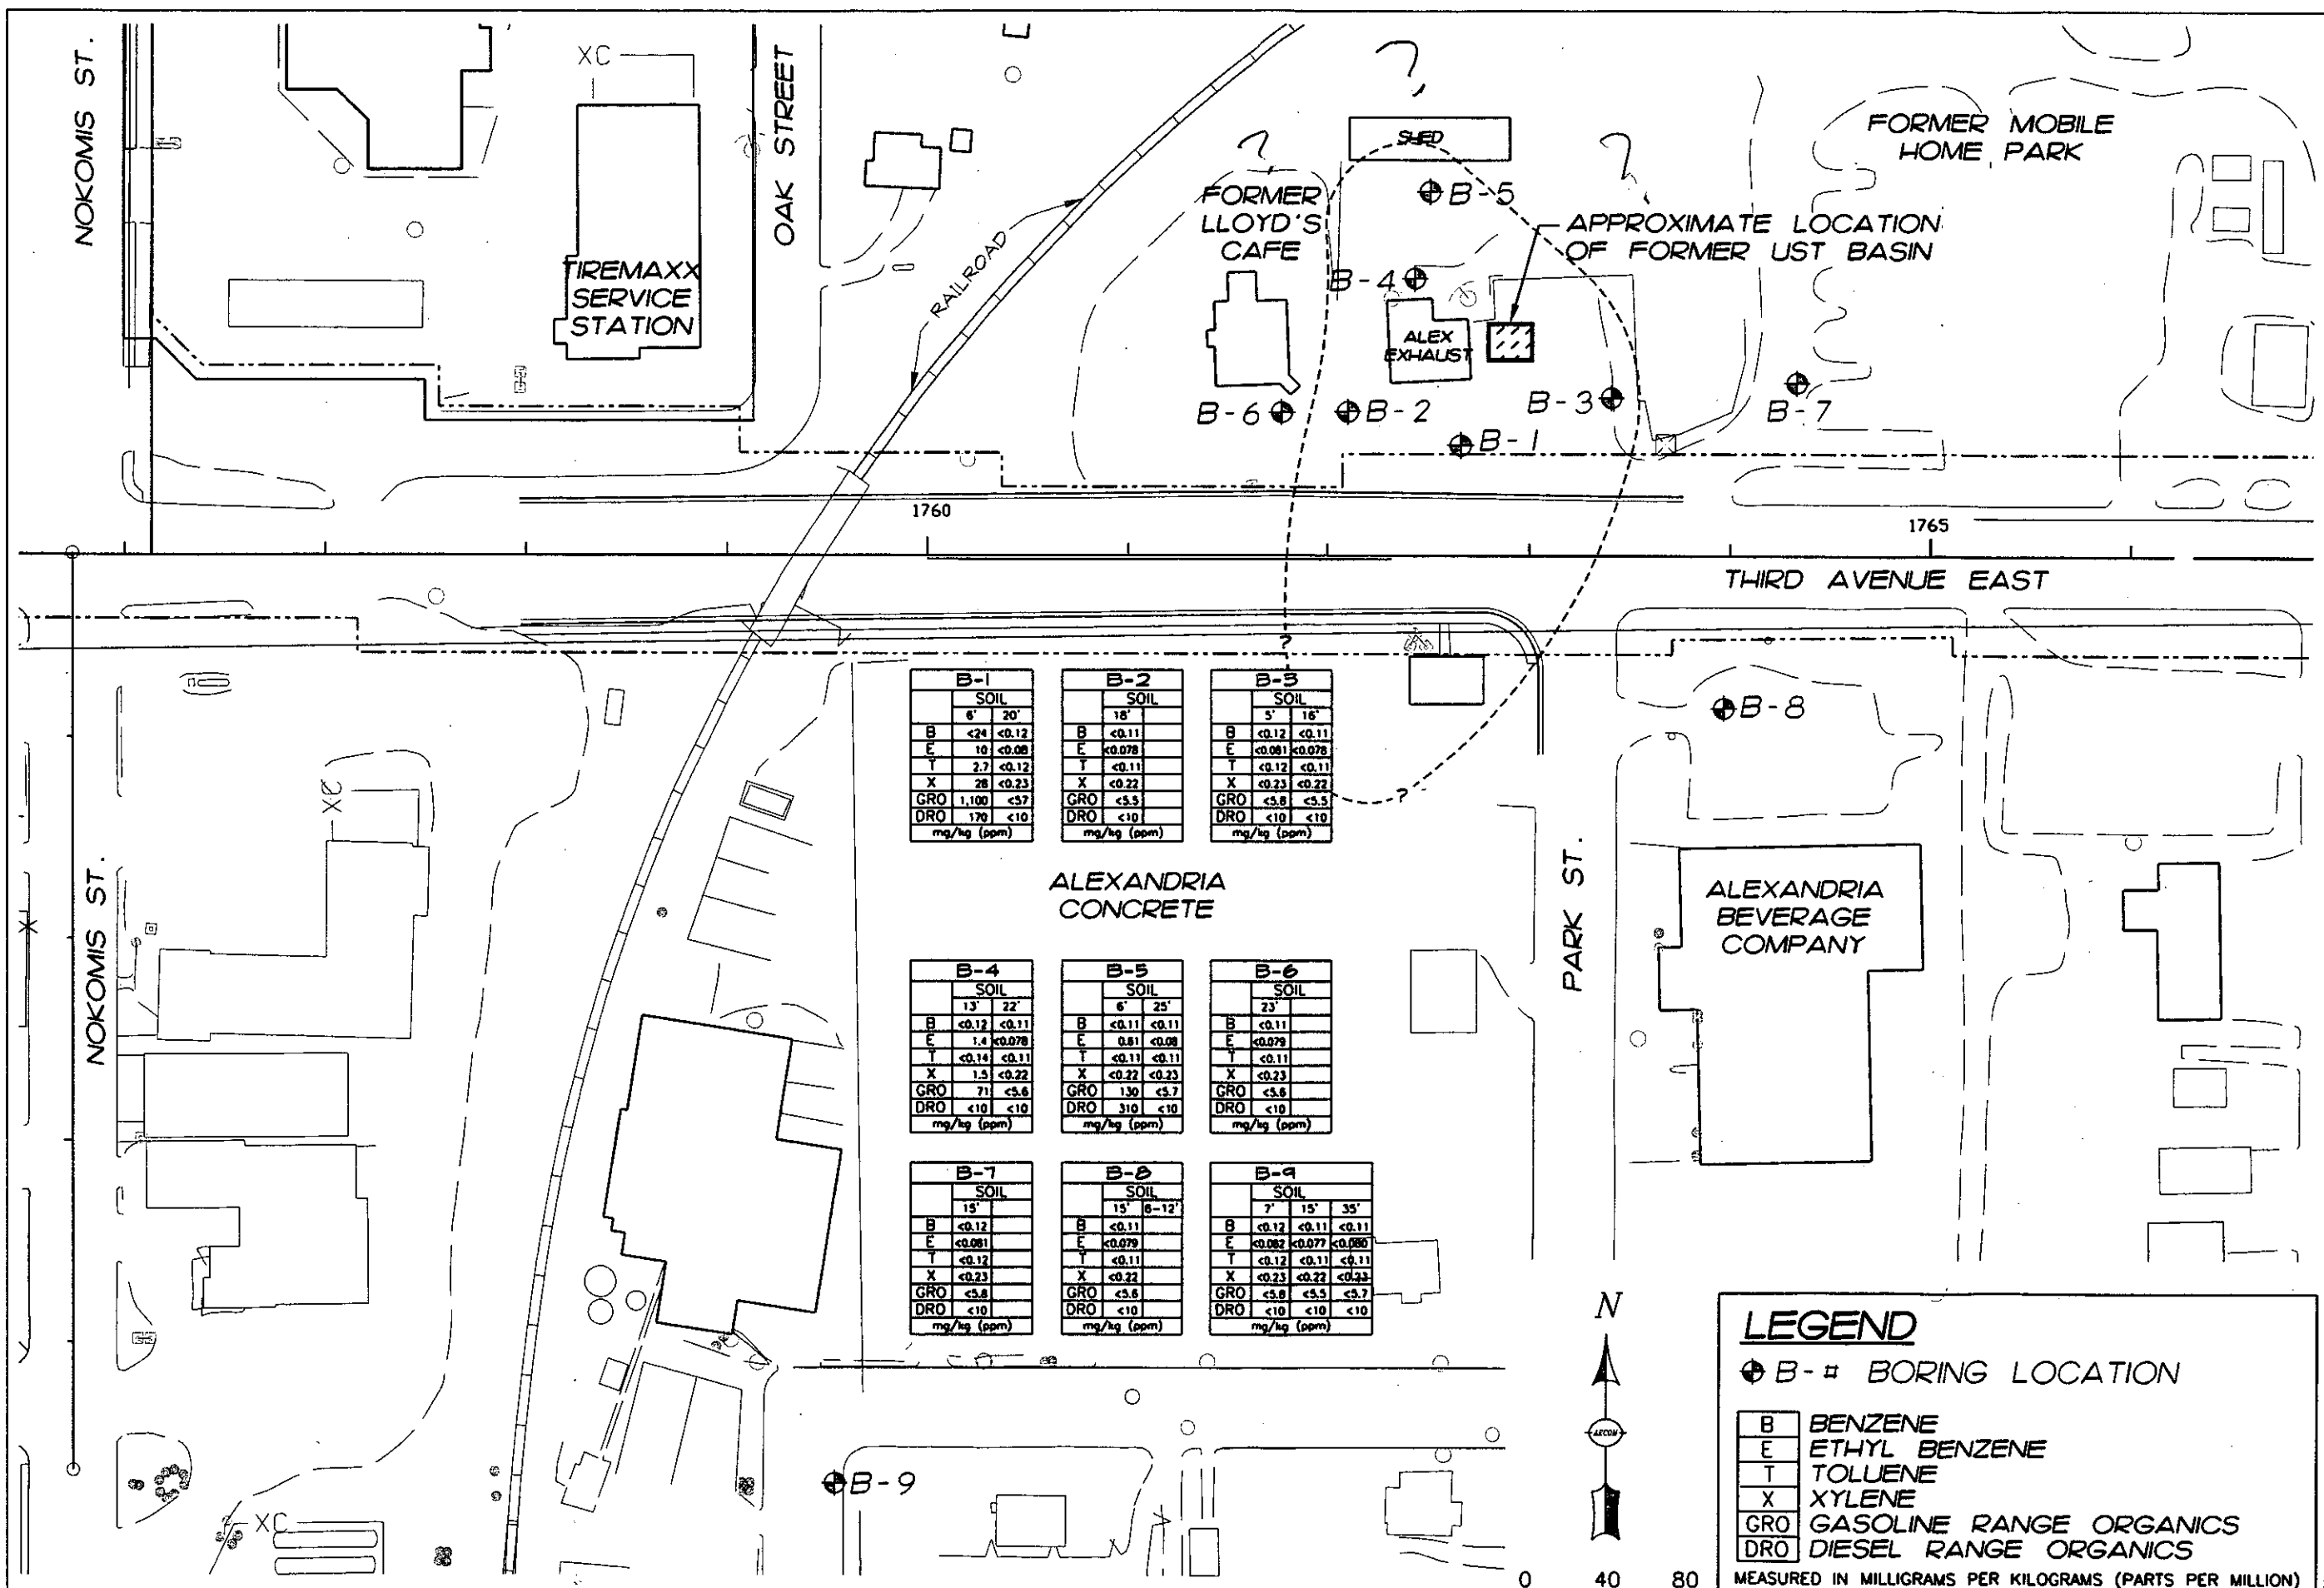 NOKOMIS ST.
XC
OAK STREET
TIREMAXX
SERVICE
STATION
RAILROAD
?
?
?
SHED
FORMER
LLOYD'S
CAFE
B-5
B-4
ALEX
EXHAUST
APPROXIMATE LOCATION
OF FORMER UST BASIN
FORMER MOBILE
HOME PARK
B-6
B-2
B-1
B-3
B-7
1760
1765
THIRD AVENUE EAST
?
B-8
B-1
SOIL
6' 20'
B <24 <0.12
E 10 <0.08
T 2.7 <0.12
X 28 <0.23
GRO 1,100 <57
DRO 170 <10
mg/kg (ppm)
B-2
SOIL
18'
B <0.11
E <0.078
T <0.11
X <0.22
GRO <5.5
DRO <10
mg/kg (ppm)
B-3
SOIL
5' 16'
B <0.12 <0.11
E <0.081 <0.078
T <0.12 <0.11
X <0.23 <0.22
GRO <5.8 <5.5
DRO <10 <10
mg/kg (ppm)
?
XC
NOKOMIS ST.
ALEXANDRIA
CONCRETE
PARK ST.
ALEXANDRIA
BEVERAGE
COMPANY
B-4
SOIL
13' 22'
B <0.12 <0.11
E 1.4 <0.078
T <0.14 <0.11
X 1.5 <0.22
GRO 71 <5.6
DRO <10 <10
mg/kg (ppm)
B-5
SOIL
6' 25'
B <0.11 <0.11
E 0.61 <0.08
T <0.11 <0.11
X <0.22 <0.23
GRO 130 <5.7
DRO 310 <10
mg/kg (ppm)
B-6
SOIL
23'
B <0.11
E <0.079
T <0.11
X <0.23
GRO <5.6
DRO <10
mg/kg (ppm)
B-7
SOIL
15'
B <0.12
E <0.081
T <0.12
X <0.23
GRO <5.8
DRO <10
mg/kg (ppm)
B-8
SOIL
15' 6-12'
B <0.11
E <0.079
T <0.11
X <0.22
GRO <5.6
DRO <10
mg/kg (ppm)
B-9
SOIL
7' 15' 35'
B <0.12 <0.11 <0.11
E <0.082 <0.077 <0.080
T <0.12 <0.11 <0.11
X <0.23 <0.22 <0.23
GRO <5.8 <5.5 <5.7
DRO <10 <10 <10
mg/kg (ppm)
B-9
XC
N
AECOM
0 40 80
LEGEND
B-# BORING LOCATION
B BENZENE
E ETHYL BENZENE
T TOLUENE
X XYLENE
GRO GASOLINE RANGE ORGANICS
DRO DIESEL RANGE ORGANICS
MEASURED IN MILLIGRAMS PER KILOGRAMS (PARTS PER MILLION)